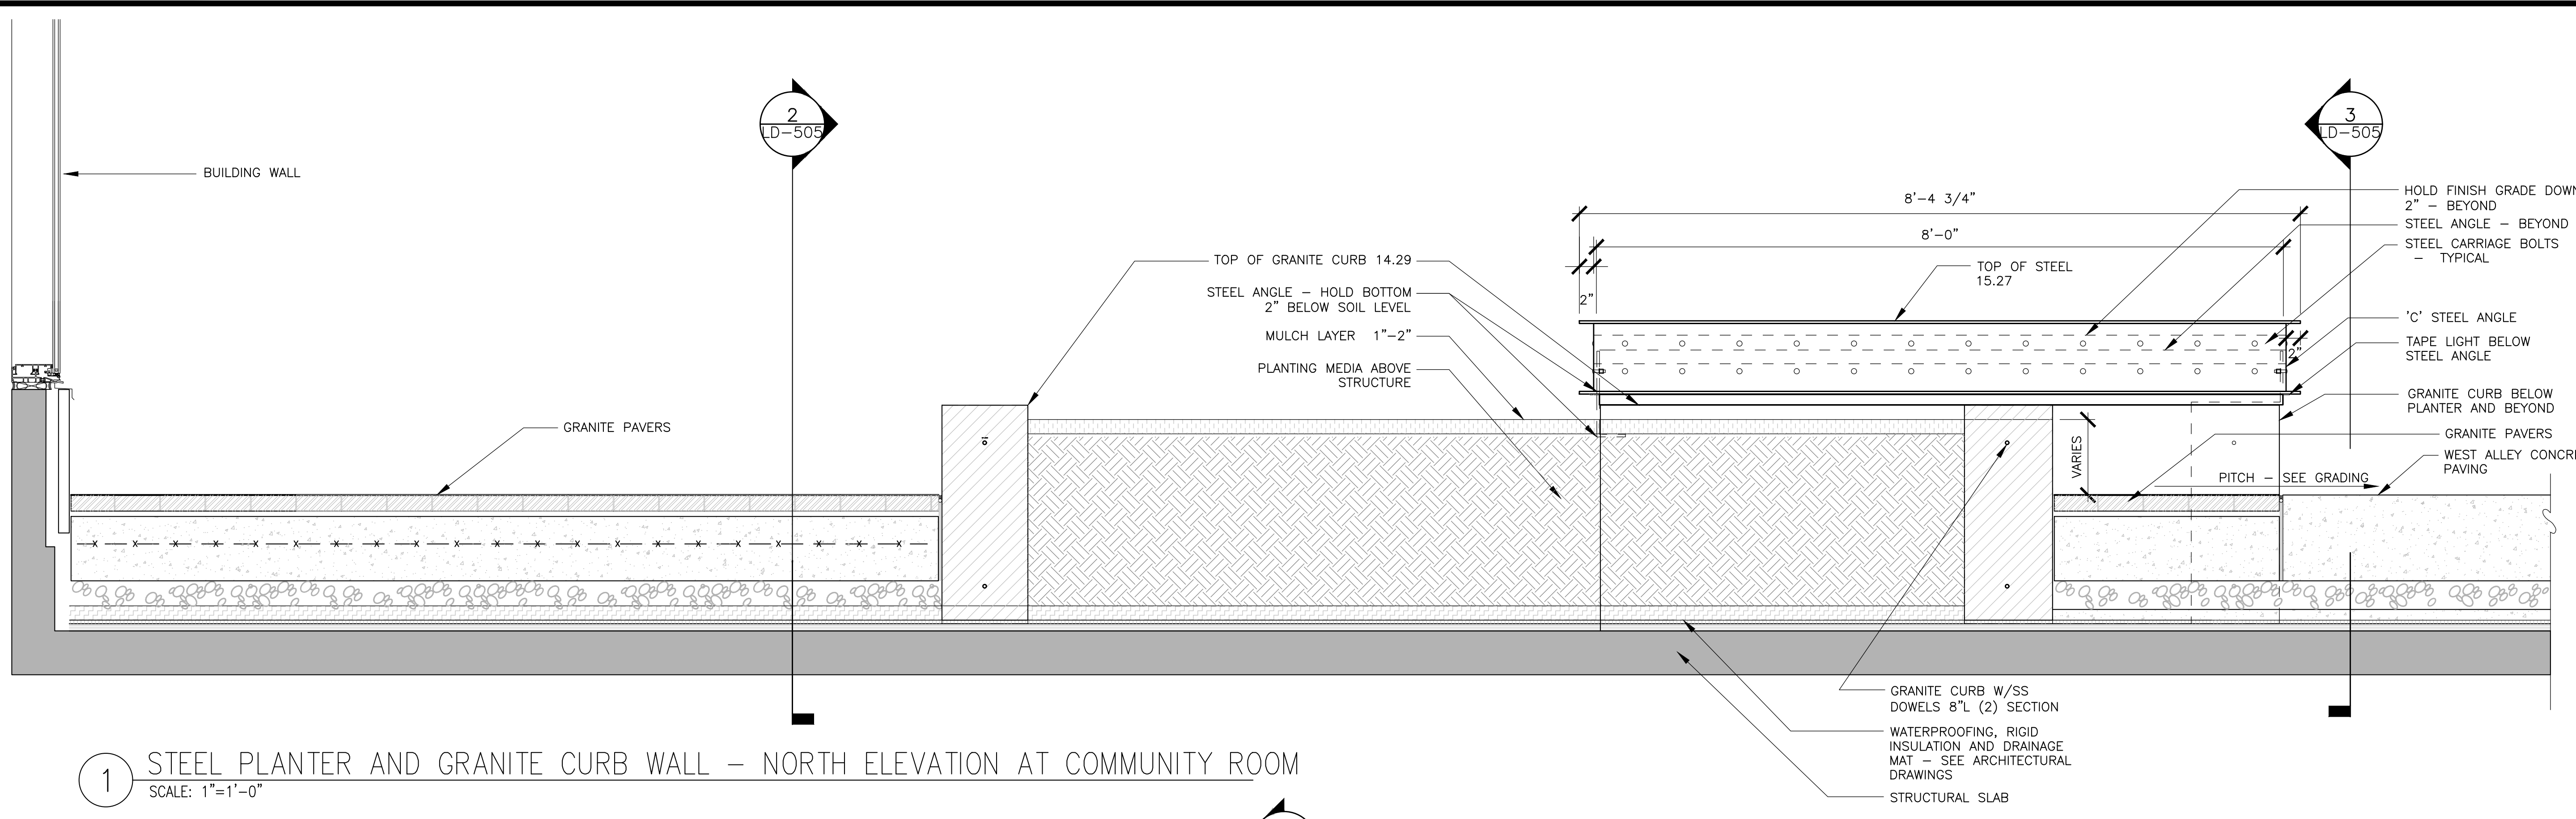 2
LD-505
3
LD-505
BUILDING WALL
8'-4 3/4"
8'-0"
2"
TOP OF STEEL
15.27
TOP OF GRANITE CURB 14.29
STEEL ANGLE - HOLD BOTTOM
2" BELOW SOIL LEVEL
MULCH LAYER 1"-2"
PLANTING MEDIA ABOVE
STRUCTURE
GRANITE PAVERS
HOLD FINISH GRADE DOWN
2" - BEYOND
STEEL ANGLE - BEYOND
STEEL CARRIAGE BOLTS
- TYPICAL
'C' STEEL ANGLE
2"
TAPE LIGHT BELOW
STEEL ANGLE
GRANITE CURB BELOW
PLANTER AND BEYOND
GRANITE PAVERS
WEST ALLEY CONCRE
PAVING
VARIES
PITCH - SEE GRADING
X X X X X X X X X X X X X X X X X X X X X
GRANITE CURB W/SS
DOWELS 8"L (2) SECTION
WATERPROOFING, RIGID
INSULATION AND DRAINAGE
MAT - SEE ARCHITECTURAL
DRAWINGS
STRUCTURAL SLAB
1
STEEL PLANTER AND GRANITE CURB WALL - NORTH ELEVATION AT COMMUNITY ROOM
SCALE: 1"=1'-0"